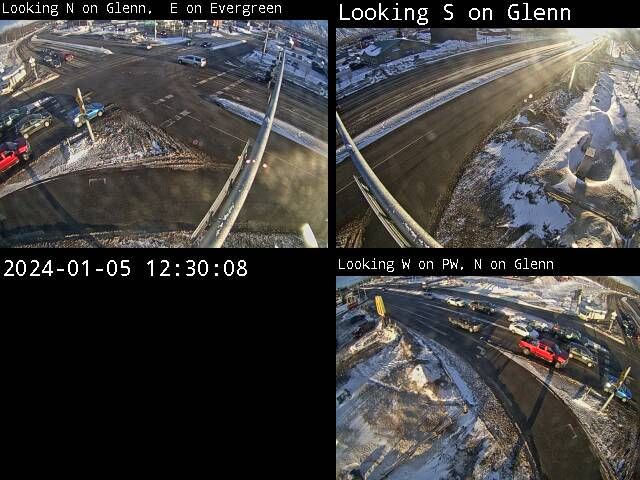 Looking N on Glenn,  E on Evergreen
Looking S on Glenn
2024-01-05 12:30:08
Looking W on PW, N on Glenn